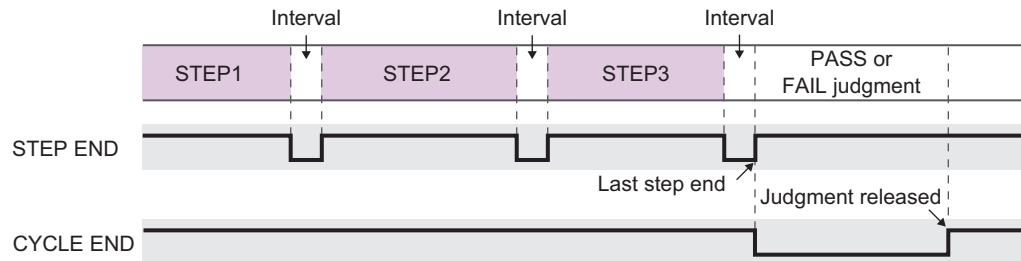 Interval
Interval
Interval
STEP1
STEP2
STEP3
PASS or
FAIL judgment
STEP END
Last step end
Judgment released
CYCLE END